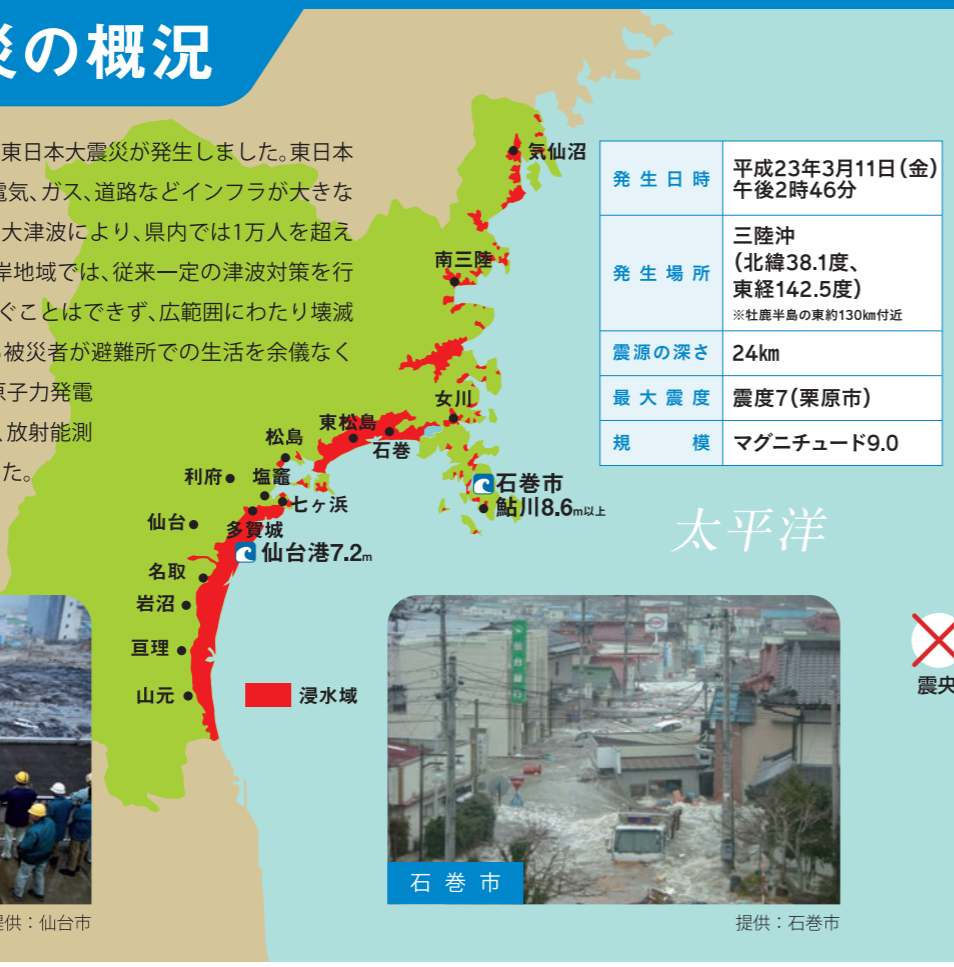 災の概況
東日本大震災が発生しました。東日本
電気、ガス、道路などインフラが大きな
大津波により、県内では1万人を超え
岸地域では、従来一定の津波対策を行
ぐことはできず、広範囲にわたり壊滅
被災者が避難所での生活を余儀なく
原子力発電
、放射能測
た。
発生日時
平成23年3月11日(金)
午後2時46分
発生場所
三陸沖
(北緯38.1度、
東経142.5度)
※牡鹿半島の東約130km付近
震源の深さ
24km
最大震度
震度7(栗原市)
規模
マグニチュード9.0
気仙沼
南三陸
女川
東松島
石巻
松島
利府
塩竈
七ヶ浜
仙台
多賀城
仙台港7.2m
石巻市
鮎川8.6m以上
名取
岩沼
亘理
山元
浸水域
太平洋
震央
仙台銀行
石巻市
提供：仙台市
提供：石巻市